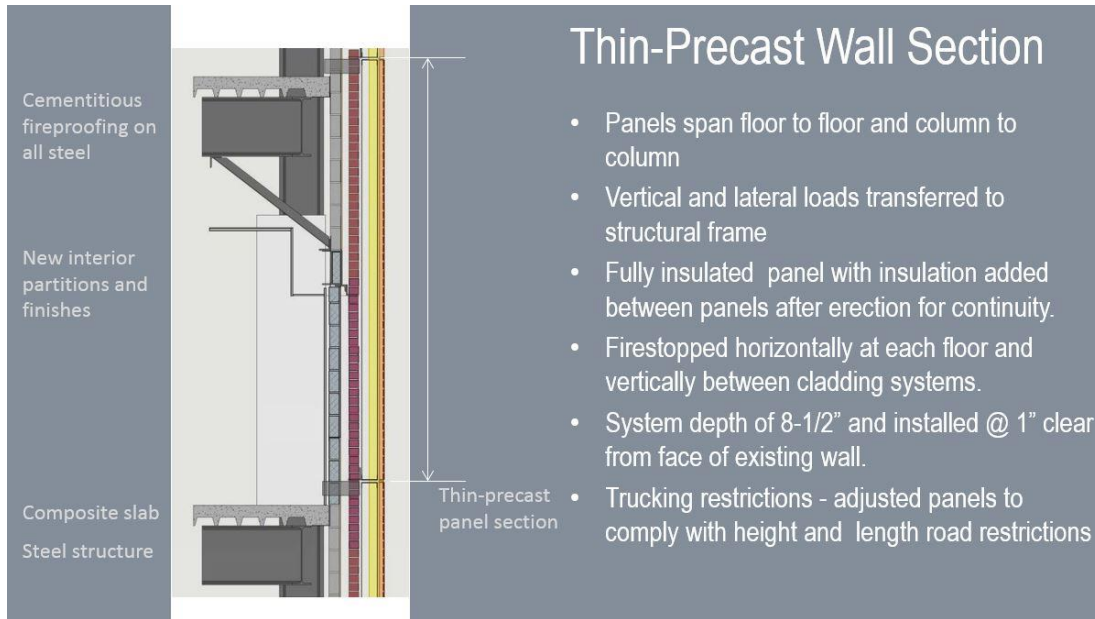 Thin-Precast Wall Section
Cementitious
fireproofing on
all steel
New interior
partitions and
finishes
Composite slab
Steel structure
Thin-precast
panel section
• Panels span floor to floor and column to
column
• Vertical and lateral loads transferred to
structural frame
• Fully insulated  panel with insulation added
between panels after erection for continuity.
• Firestopped horizontally at each floor and
vertically between cladding systems.
• System depth of 8-1/2” and installed @ 1” clear
from face of existing wall.
• Trucking restrictions - adjusted panels to
comply with height and  length road restrictions